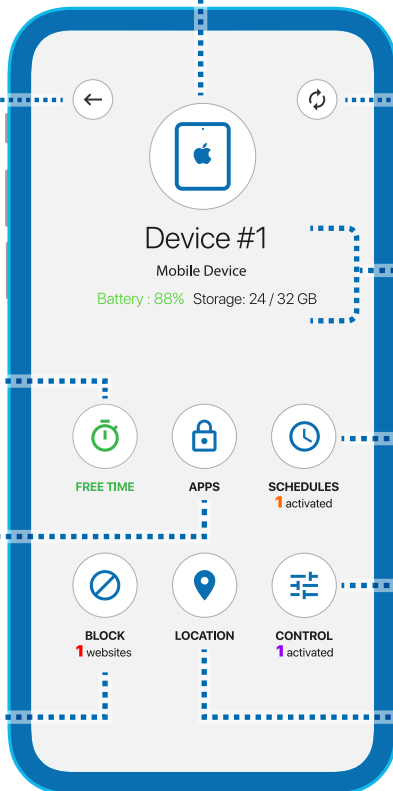 Device #1
Mobile Device
Battery : 88% Storage: 24 / 32 GB
FREE TIME
APPS
SCHEDULES
1 activated
BLOCK
1 websites
LOCATION
CONTROL
1 activated